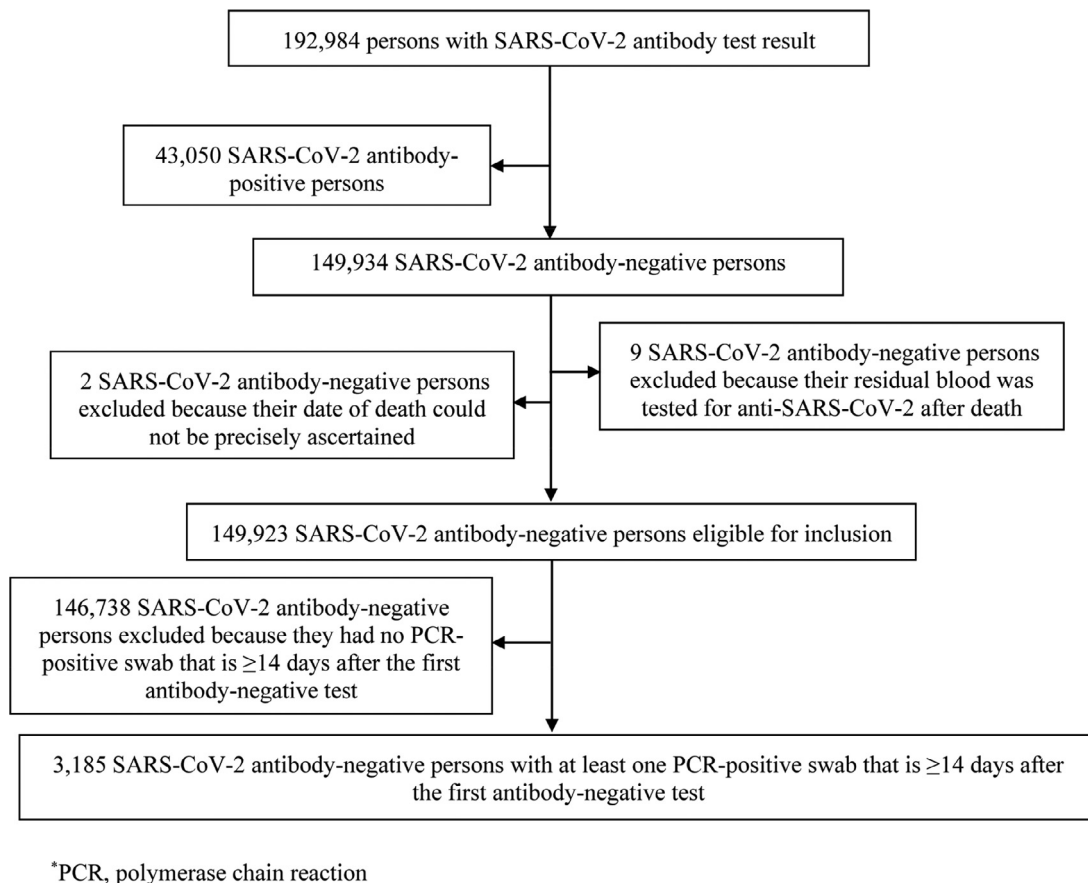 192,984 persons with SARS-CoV-2 antibody test result
43,050 SARS-CoV-2 antibody-
positive persons
149,934 SARS-CoV-2 antibody-negative persons
2 SARS-CoV-2 antibody-negative persons
excluded because their date of death could
not be precisely ascertained
9 SARS-CoV-2 antibody-negative persons
excluded because their residual blood was
tested for anti-SARS-CoV-2 after death
149,923 SARS-CoV-2 antibody-negative persons eligible for inclusion
146,738 SARS-CoV-2 antibody-negative
persons excluded because they had no PCR-
positive swab that is ≥14 days after the first
antibody-negative test
3,185 SARS-CoV-2 antibody-negative persons with at least one PCR-positive swab that is ≥14 days after
the first antibody-negative test
*PCR, polymerase chain reaction